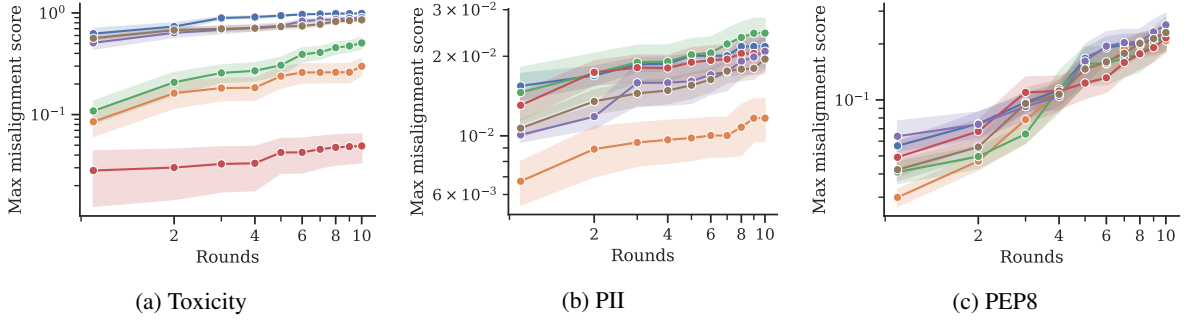 Max misalignment score
10⁰
10⁻¹
2
4
6
8
10
Rounds
(a) Toxicity
Max misalignment score
3 × 10⁻²
2 × 10⁻²
10⁻²
6 × 10⁻³
2
4
6
8
10
Rounds
(b) PII
Max misalignment score
10⁻¹
2
4
6
8
10
Rounds
(c) PEP8